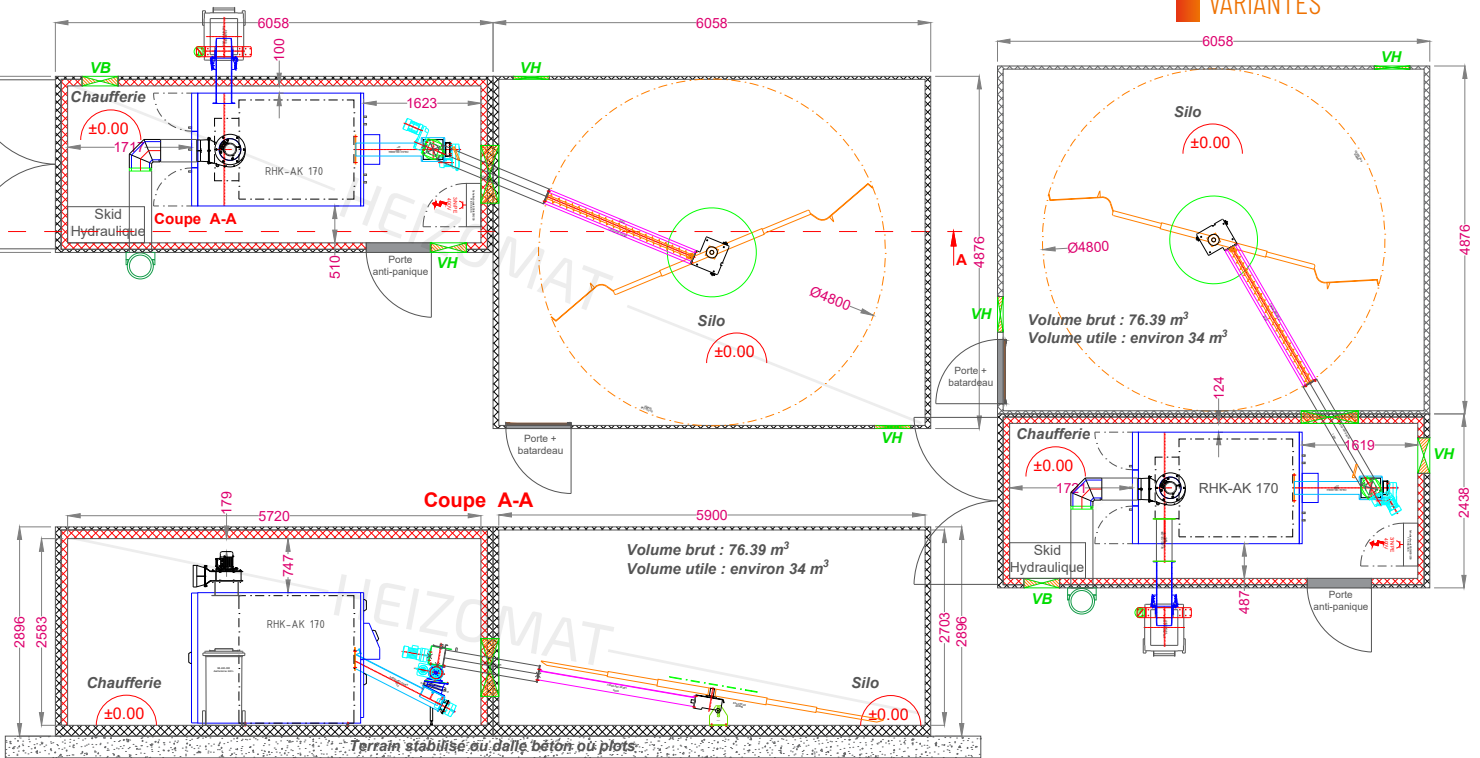 VARIANTES
6058
6058
6058
100
VB
VH
VH
Chaufferie
±0.00
1623
1717
RHK-AK 170
Skid
Hydraulique
Coupe A-A
510
Porte
anti-panique
VH
HEIZOMAT
Ø4800
Silo
±0.00
A
4876
Porte +
batardeau
VH
Silo
±0.00
Ø4800
4876
VH
Volume brut : 76.39 m³
Volume utile : environ 34 m³
Porte +
batardeau
124
Chaufferie
±0.00
1619
VH
1721
RHK-AK 170
2438
Skid
Hydraulique
VB
487
Porte
anti-panique
Coupe A-A
179
5720
5900
747
Volume brut : 76.39 m³
Volume utile : environ 34 m³
HEIZOMAT
RHK-AK 170
2896
2583
2703
2896
Chaufferie
±0.00
Silo
±0.00
Terrain stabilisé ou dalle béton ou plots